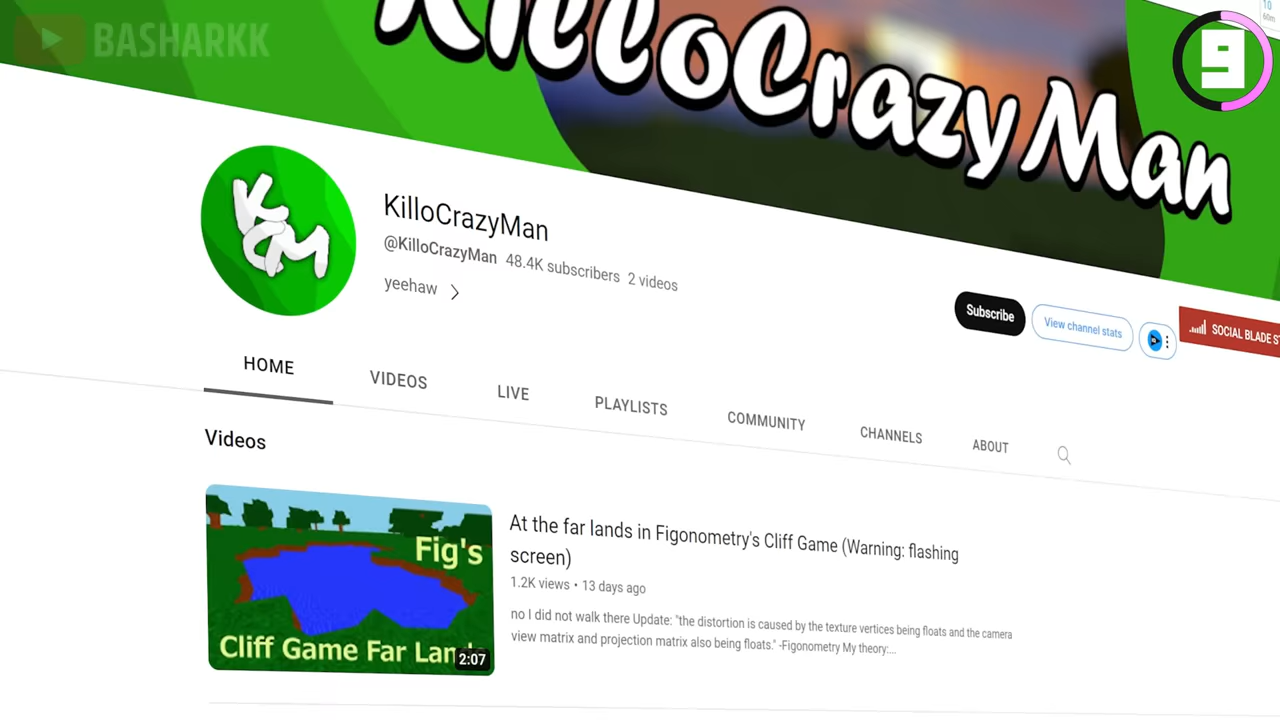 BASHARKK
KilloCrazyMan
9
10
60m
KCM
KilloCrazyMan
@KilloCrazyMan 48.4K subscribers 2 videos
yeehaw
Subscribe
View channel stats
SOCIAL BLADE
HOME
VIDEOS
LIVE
PLAYLISTS
COMMUNITY
CHANNELS
ABOUT
Videos
Fig's
Cliff Game Far
2:07
At the far lands in Figonometry's Cliff Game (Warning: flashing
screen)
1.2K views • 13 days ago
no I did not walk there Update: "the distortion is caused by the texture vertices being floats and the camera
view matrix and projection matrix also being floats." -Figonometry My theory:...